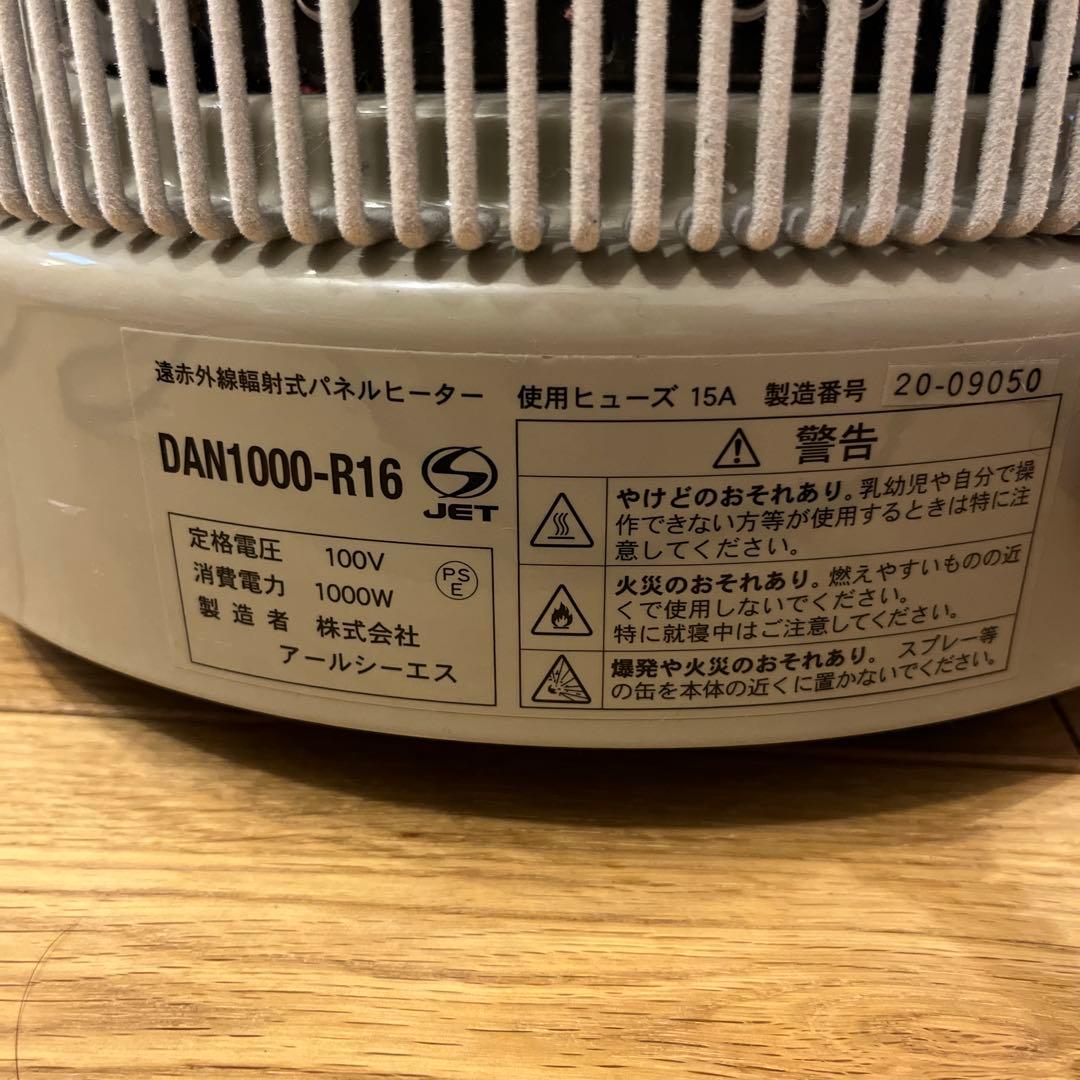 遠赤外線輻射式パネルヒーター 使用ヒューズ 15A 製造番号 20-09050
DAN1000-R16
JET
定格電圧 100V
消費電力 1000W
PS
E
製造者 株式会社
アールシーエス
警告
やけどのおそれあり。乳幼児や自分で操
作できない方等が使用するときは特に注
意してください。
火災のおそれあり。燃えやすいものの近
くで使用しないでください。
特に就寝中はご注意してください。
爆発や火災のおそれあり。 スプレー等
の缶を本体の近くに置かないでください。